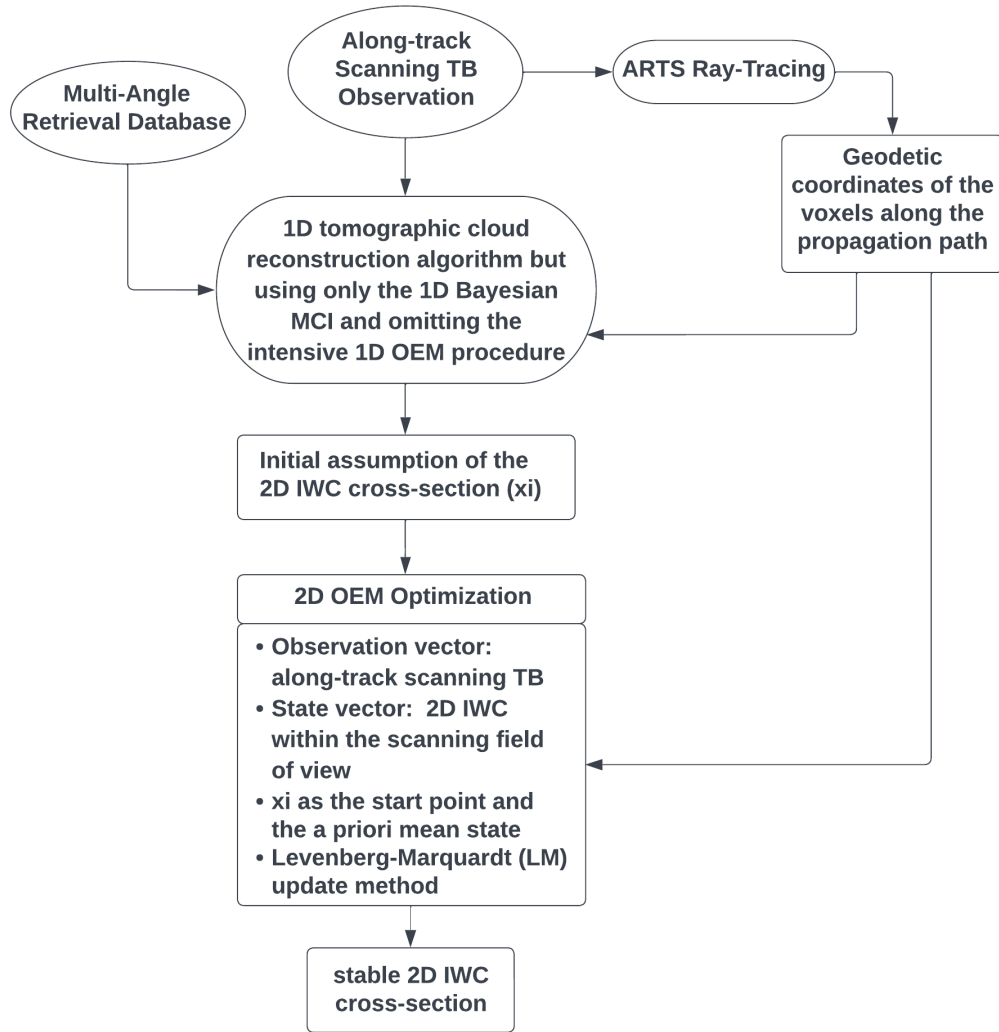 Along-track
Scanning TB
Observation
ARTS Ray-Tracing
Multi-Angle
Retrieval Database
Geodetic
coordinates of the
voxels along the
propagation path
1D tomographic cloud
reconstruction algorithm but
using only the 1D Bayesian
MCI and omitting the
intensive 1D OEM procedure
Initial assumption of the
2D IWC cross-section (xi)
2D OEM Optimization
• Observation vector:
along-track scanning TB
• State vector:  2D IWC
within the scanning field
of view
• xi as the start point and
the a priori mean state
• Levenberg-Marquardt (LM)
update method
stable 2D IWC
cross-section